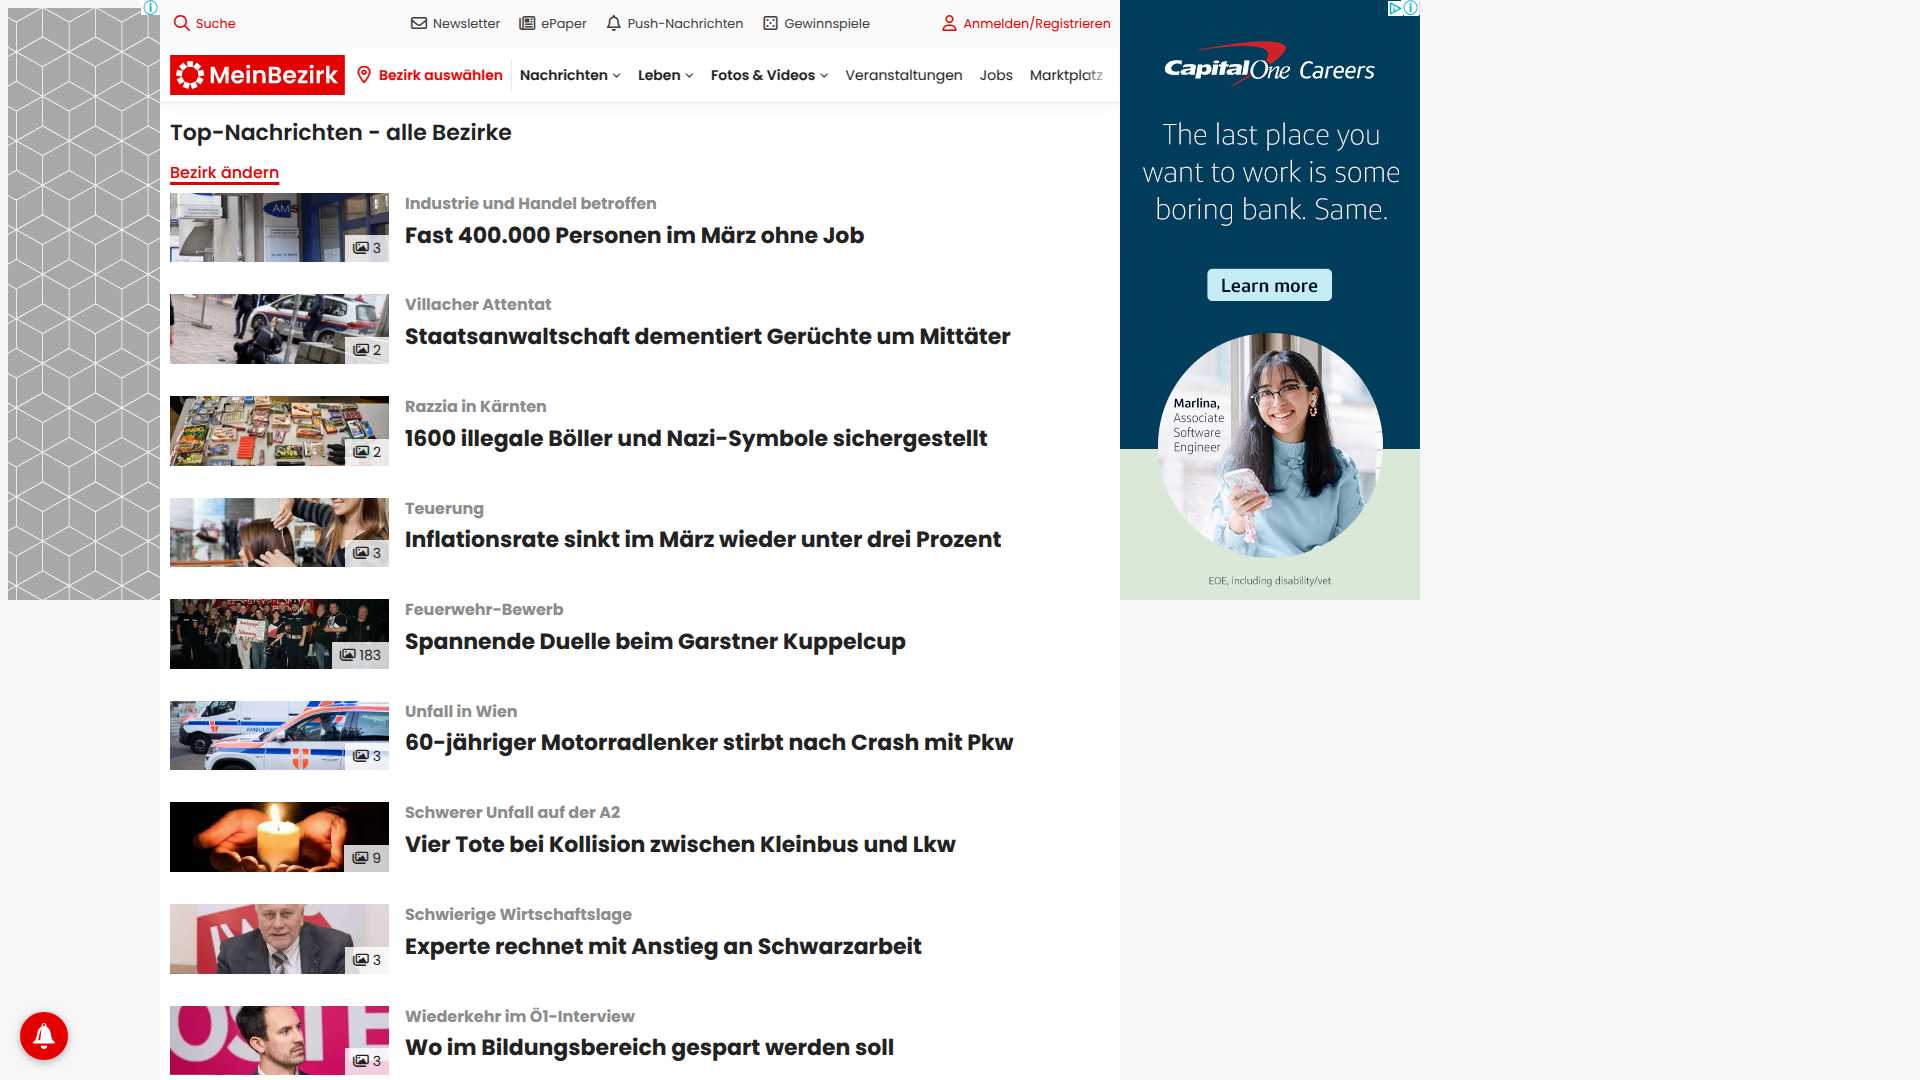 Suche
Newsletter
ePaper
Push-Nachrichten
Gewinnspiele
Anmelden/Registrieren
MeinBezirk
Bezirk auswählen
Nachrichten
Leben
Fotos & Videos
Veranstaltungen
Jobs
Marktplatz
Top-Nachrichten - alle Bezirke
Bezirk ändern
AMS
3
Industrie und Handel betroffen
Fast 400.000 Personen im März ohne Job
2
Villacher Attentat
Staatsanwaltschaft dementiert Gerüchte um Mittäter
2
Razzia in Kärnten
1600 illegale Böller und Nazi-Symbole sichergestellt
3
Teuerung
Inflationsrate sinkt im März wieder unter drei Prozent
183
Feuerwehr-Bewerb
Spannende Duelle beim Garstner Kuppelcup
3
Unfall in Wien
60-jähriger Motorradlenker stirbt nach Crash mit Pkw
9
Schwerer Unfall auf der A2
Vier Tote bei Kollision zwischen Kleinbus und Lkw
3
Schwierige Wirtschaftslage
Experte rechnet mit Anstieg an Schwarzarbeit
3
Wiederkehr im Ö1-Interview
Wo im Bildungsbereich gespart werden soll
CapitalOne Careers
The last place you
want to work is some
boring bank. Same.
Learn more
Marlina,
Associate
Software
Engineer
EOE, including disability/vet